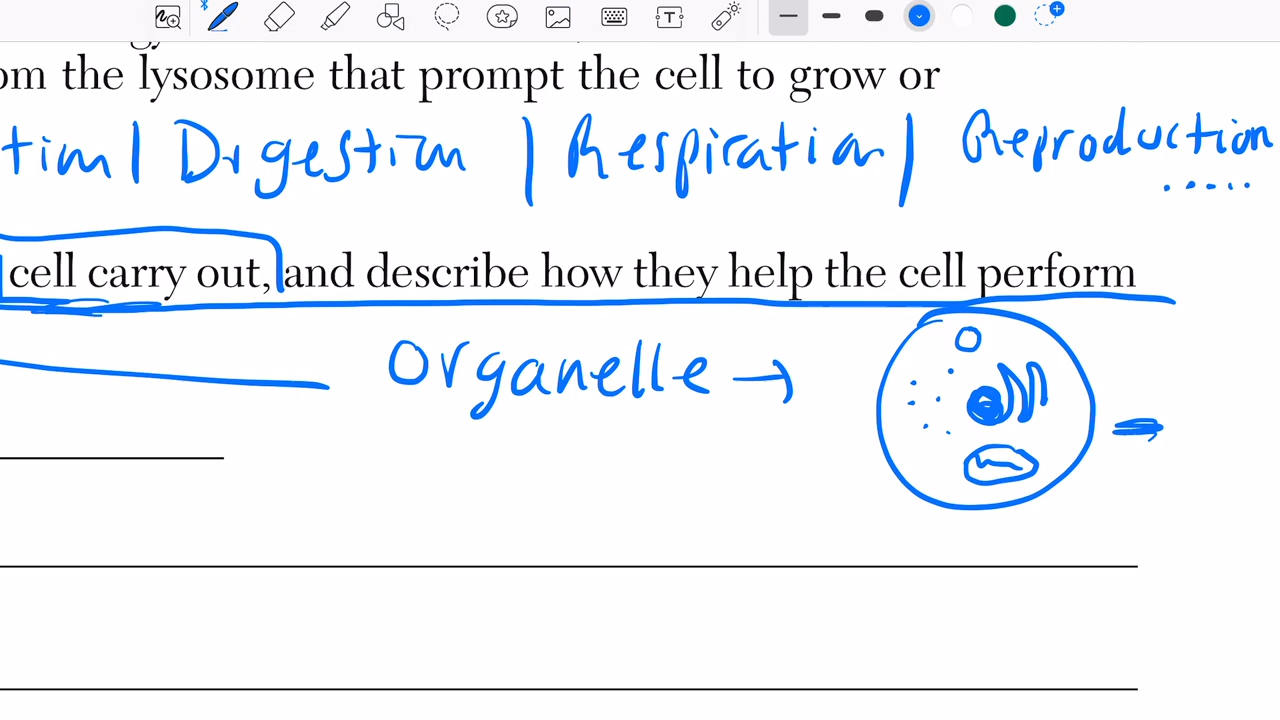 om the lysosome that prompt the cell to grow or
tion | Digestion | Respiration | Reproduction .....
cell carry out, and describe how they help the cell perform
Organelle →